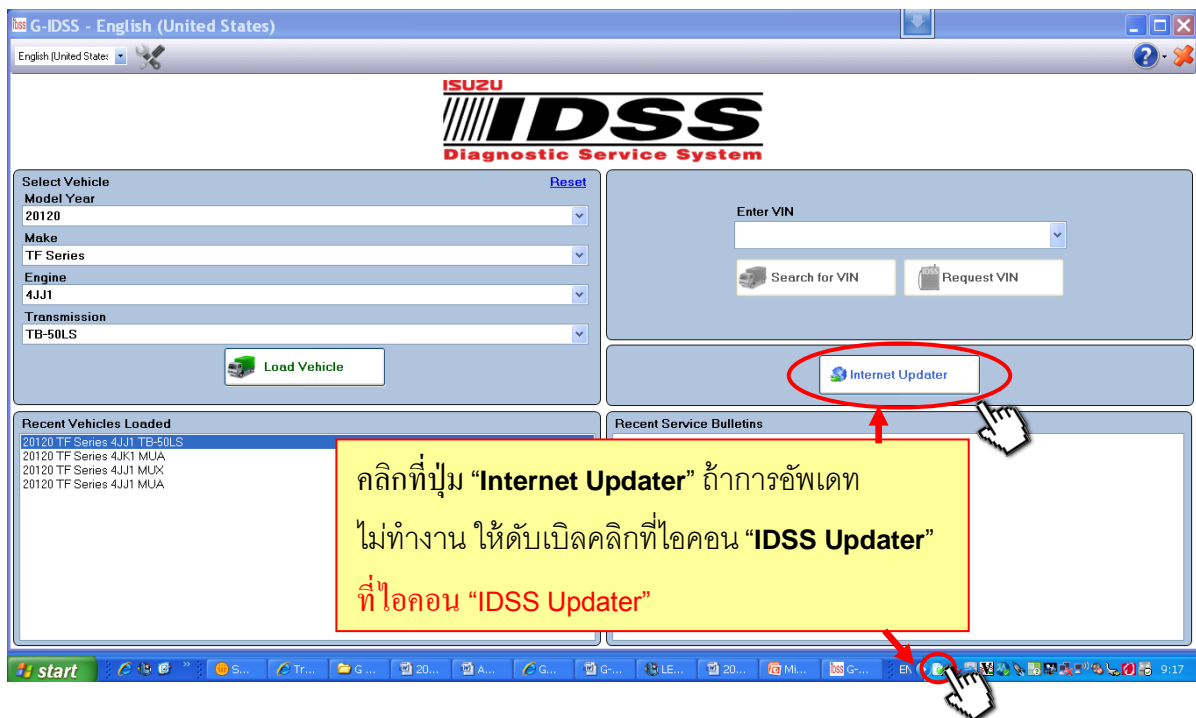 G-IDSS - English (United States)
English (United State:
ISUZU
IDSS
Diagnostic Service System
Select Vehicle
Reset
Model Year
20120
Make
TF Series
Engine
4JJ1
Transmission
TB-50LS
Load Vehicle
Enter VIN
Search for VIN
Request VIN
Internet Updater
Recent Vehicles Loaded
20120 TF Series 4JJ1 TB-50LS
20120 TF Series 4JK1 MUA
20120 TF Series 4JJ1 MUX
20120 TF Series 4JJ1 MUA
Recent Service Bulletins
คลิกที่ปุ่ม “Internet Updater” ถ้าการอัพเดท
ไม่ทำงาน ให้ดับเบิลคลิกที่ไอคอน “IDSS Updater”
ที่ไอคอน “IDSS Updater”
start S... Tr... G ... 20... A... G... G-... LE... 20... Mi... G-... EN 9:17